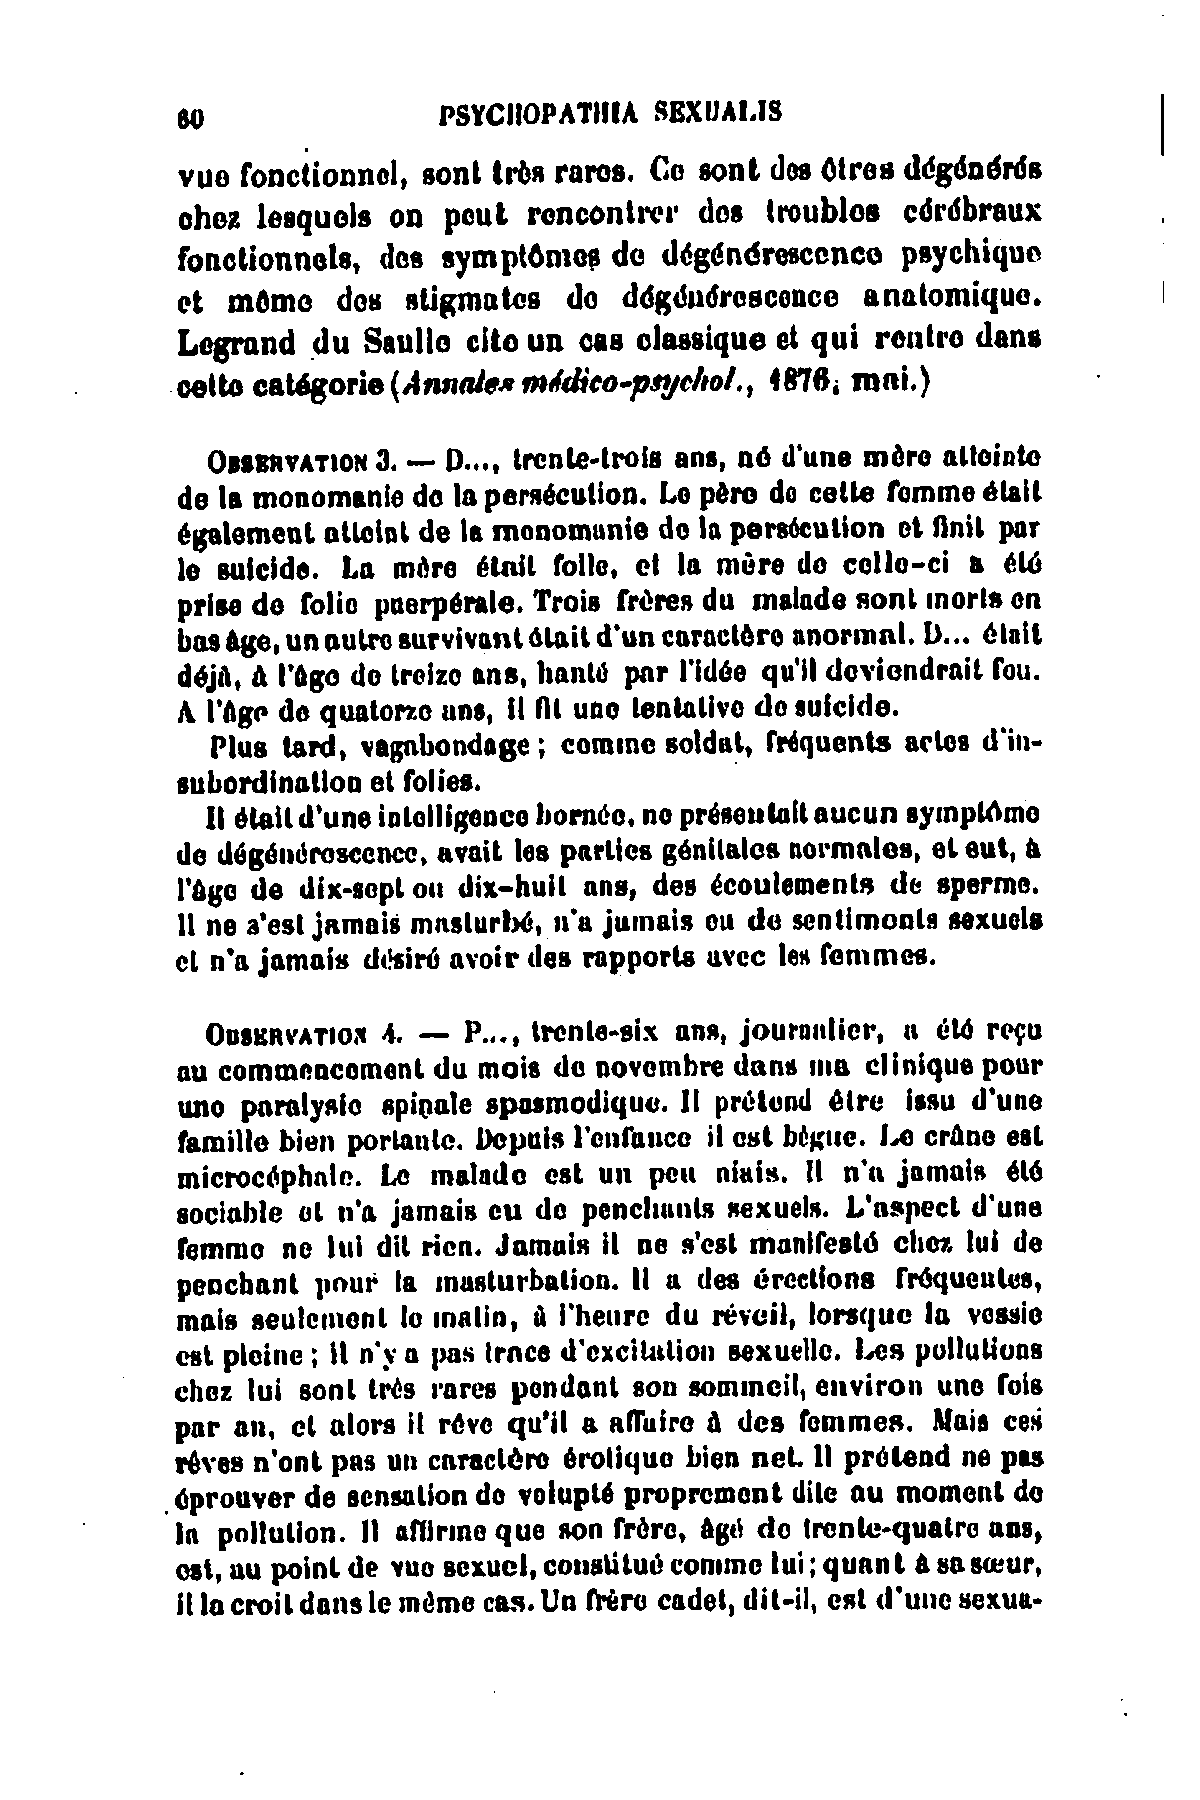 60 PSYCHOPATHIA SEXUALIS
vue fonctionnel, sont très rares. Ce sont des êtres dégénérés
chez lesquels on peut rencontrer des troubles cérébraux
fonctionnels, des symptômes de dégénérescence psychique
et même des stigmates de dégénérescence anatomique.
Legrand du Saulle cite un cas classique et qui rentre dans
cette catégorie (Annales médico-psychol., 1876, mai.)
OBSERVATION 3. — D..., trente-trois ans, né d'une mère atteinte
de la monomanie de la persécution. Le père de cette femme était
également atteint de la monomanie de la persécution et finit par
le suicide. La mère était folle, et la mère de celle-ci a été
prise de folie puerpérale. Trois frères du malade sont morts en
bas âge, un autre survivant était d'un caractère anormal. D... était
déjà, à l'âge de treize ans, hanté par l'idée qu'il deviendrait fou.
A l'âge de quatorze ans, il fit une tentative de suicide.
Plus tard, vagabondage ; comme soldat, fréquents actes d'in-
subordination et folies.
Il était d'une intelligence bornée, ne présentait aucun symptôme
de dégénérescence, avait les parties génitales normales, et eut, à
l'âge de dix-sept ou dix-huit ans, des écoulements de sperme.
Il ne s'est jamais masturbé, n'a jamais eu de sentiments sexuels
et n'a jamais désiré avoir des rapports avec les femmes.
OBSERVATION 4. — P..., trente-six ans, journalier, a été reçu
au commencement du mois de novembre dans ma clinique pour
une paralysie spinale spasmodique. Il prétend être issu d'une
famille bien portante. Depuis l'enfance il est bègue. Le crâne est
microcéphale. Le malade est un peu niais. Il n'a jamais été
sociable et n'a jamais eu de penchants sexuels. L'aspect d'une
femme ne lui dit rien. Jamais il ne s'est manifesté chez lui de
penchant pour la masturbation. Il a des érections fréquentes,
mais seulement le matin, à l'heure du réveil, lorsque la vessie
est pleine ; il n'y a pas trace d'excitation sexuelle. Les pollutions
chez lui sont très rares pendant son sommeil, environ une fois
par an, et alors il rêve qu'il a affaire à des femmes. Mais ces
rêves n'ont pas un caractère érotique bien net. Il prétend ne pas
éprouver de sensation de volupté proprement dite au moment de
la pollution. Il affirme que son frère, âgé de trente-quatre ans,
est, au point de vue sexuel, constitué comme lui ; quant à sa sœur,
il la croit dans le même cas. Un frère cadet, dit-il, est d'une sexua-